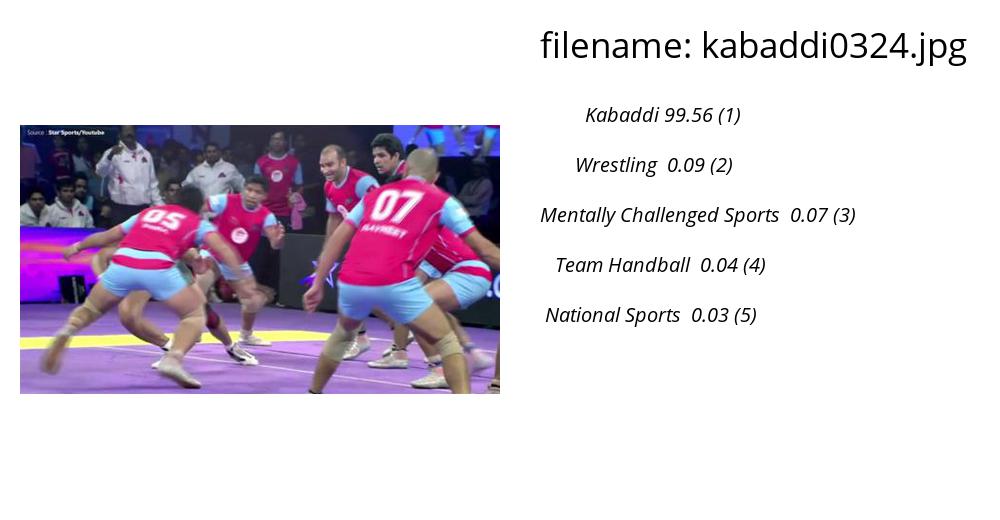 filename: kabaddi0324.jpg
Kabaddi 99.56 (1)
Wrestling 0.09 (2)
Mentally Challenged Sports 0.07 (3)
Team Handball 0.04 (4)
National Sports 0.03 (5)
Source : Star Sports/Youtube
05
07